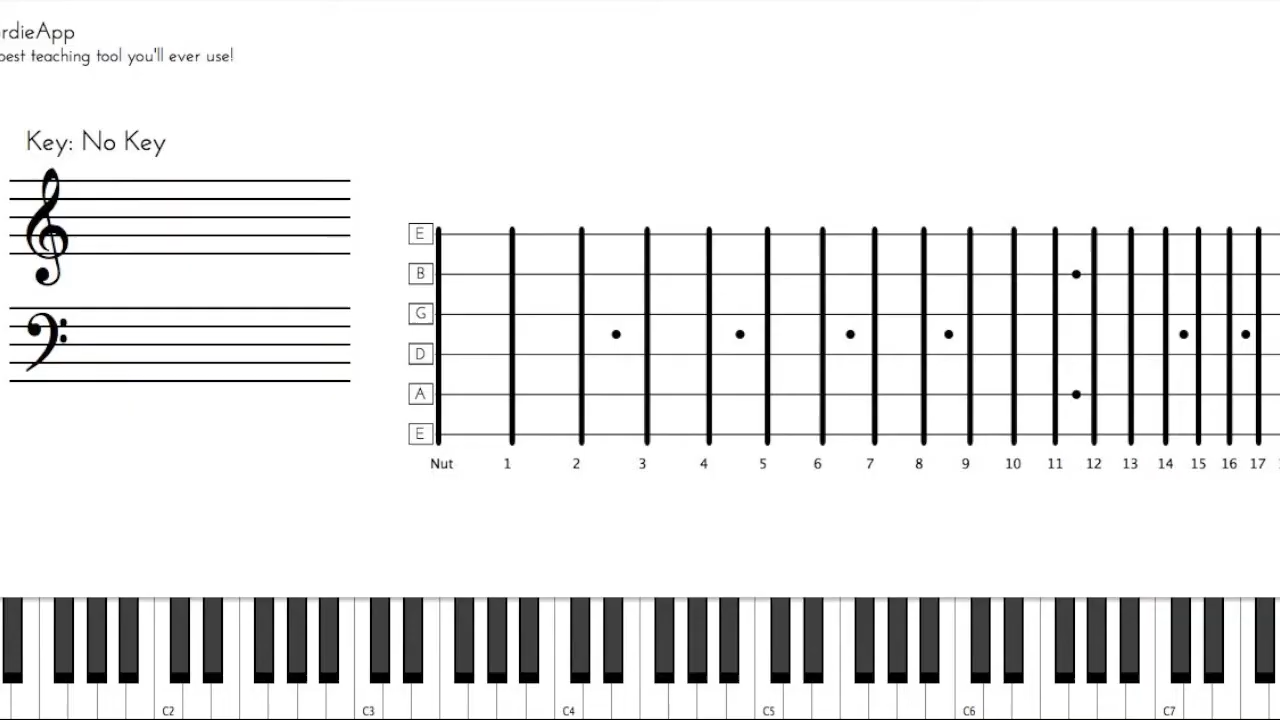 rdieApp
best teaching tool you'll ever use!
Key: No Key
E
B
G
D
A
E
Nut 1 2 3 4 5 6 7 8 9 10 11 12 13 14 15 16 17
C2 C3 C4 C5 C6 C7